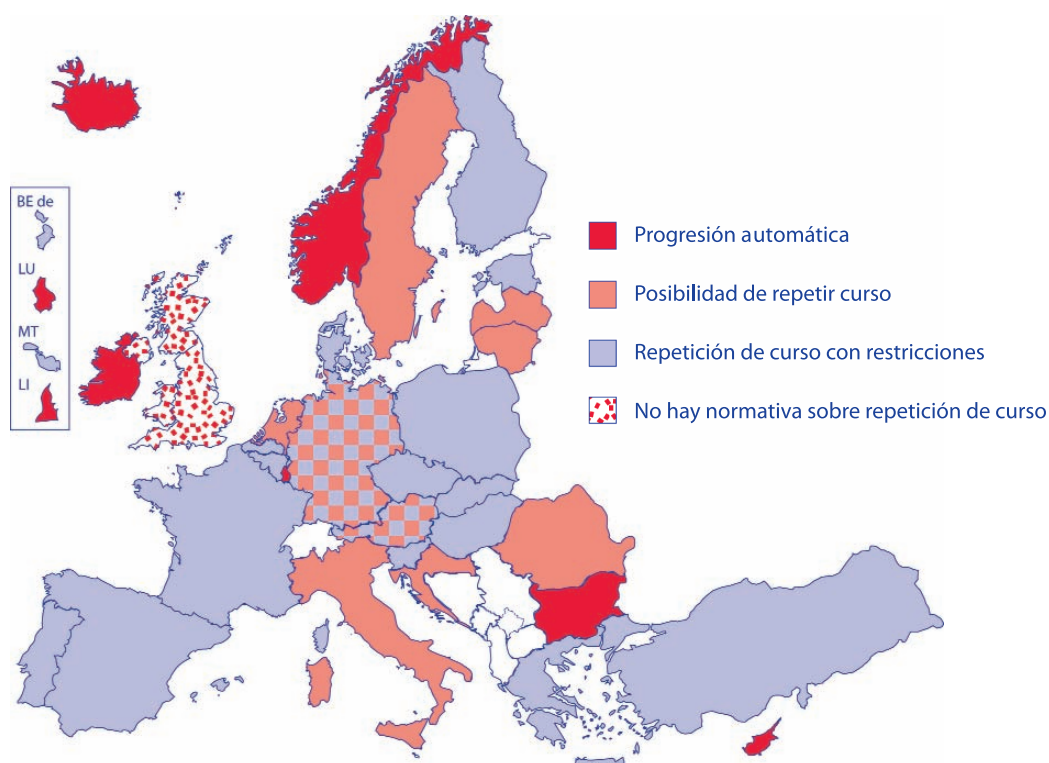 BE de
LU
MT
LI
Progresión automática
Posibilidad de repetir curso
Repetición de curso con restricciones
No hay normativa sobre repetición de curso